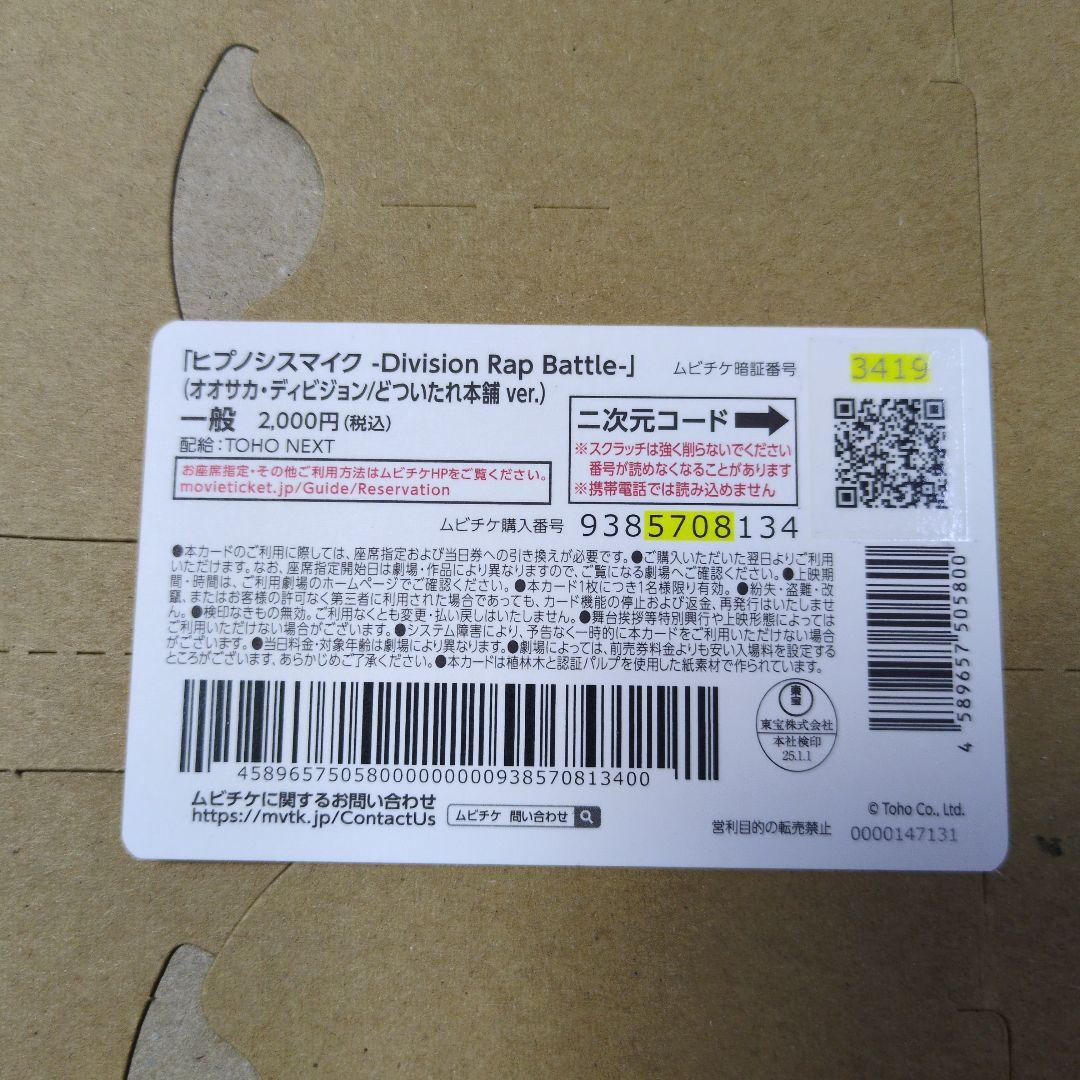 「ヒプノシスマイク -Division Rap Battle-」
(オオサカ・ディビジョン/どついたれ本舗 ver.)
一般 2,000円(税込)
配給：TOHO NEXT
お座席指定・その他ご利用方法はムビチケHPをご覧ください。
movieticket.jp/Guide/Reservation
ムビチケ暗証番号 3419
二次元コード
※スクラッチは強く削らないでください
番号が読めなくなることがあります
※携帯電話では読み込めません
ムビチケ購入番号 9385708134
●本カードのご利用に際しては、座席指定および当日券への引き換えが必要です。●ご購入いただいた翌日よりご利用
いただけます。なお、座席指定開始日は劇場・作品により異なりますので、ご覧になる劇場へご確認ください。●上映期
間・時間は、ご利用劇場のホームページでご確認ください。●本カード1枚につき1名様限り有効。●紛失・盗難・改
竄、またはお客様の許可なく第三者に利用された場合であっても、カード機能の停止および返金、再発行はいたしませ
ん。●検印なきもの無効。ご利用なくとも変更・払い戻しはいたしません。●舞台挨拶等特別興行や上映形態によっては
ご利用いただけない場合がございます。●システム障害により、予告なく一時的に本カードをご利用いただけない場合
がございます。●当日料金・対象年齢は劇場により異なります。●劇場によっては、前売券料金よりも安い入場料を設定する
ところがございます、あらかじめご了承ください。●本カードは植林木と認証パルプを使用した紙素材で作られています。
4589657505800000000093857081​3400
4 589657 505800
東宝
東宝株式会社
本社検印
25.1.1
ムビチケに関するお問い合わせ
https://mvtk.jp/ContactUs
ムビチケ 問い合わせ
© Toho Co., Ltd.
営利目的の転売禁止 0000147131